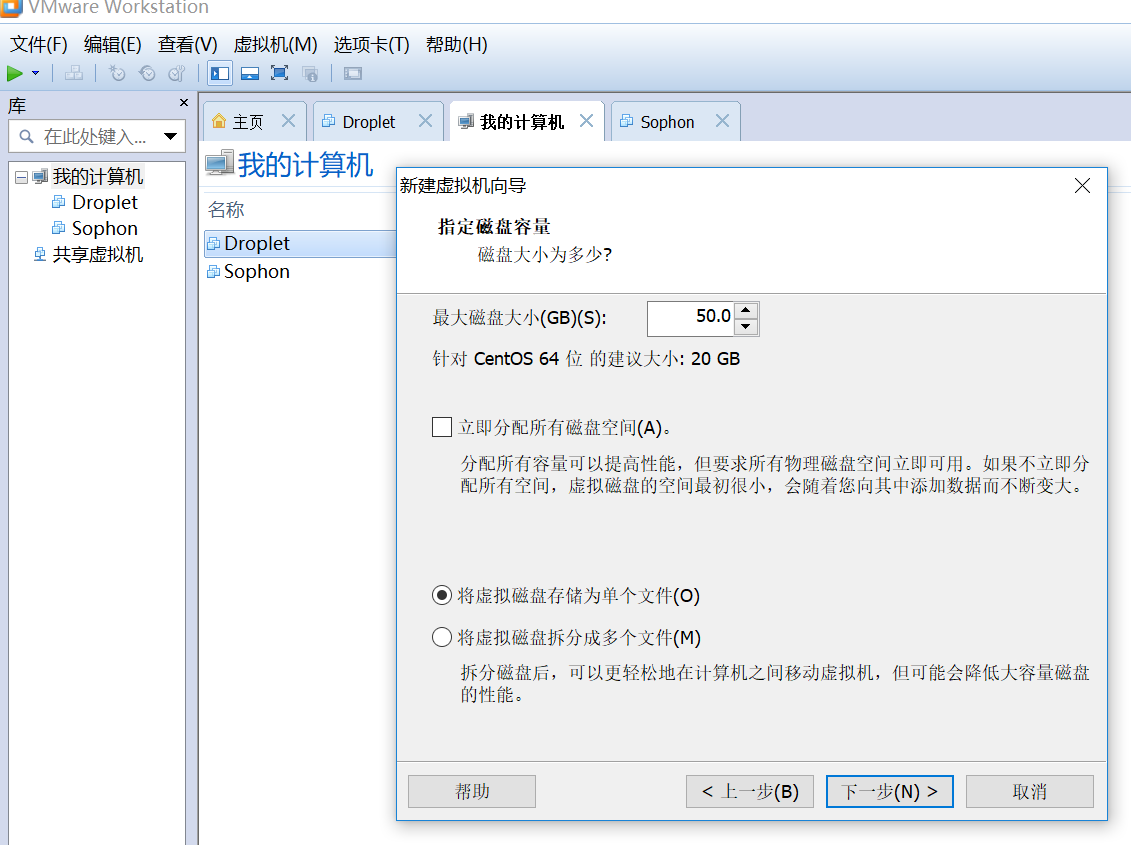 VMware Workstation
文件(F) 编辑(E) 查看(V) 虚拟机(M) 选项卡(T) 帮助(H)
库
在此处键入...
我的计算机
Droplet
Sophon
共享虚拟机
主页 Droplet 我的计算机 Sophon
我的计算机
名称
Droplet
Sophon
新建虚拟机向导
指定磁盘容量
磁盘大小为多少?
最大磁盘大小(GB)(S): 50.0
针对 CentOS 64 位 的建议大小: 20 GB
立即分配所有磁盘空间(A)。
分配所有容量可以提高性能，但要求所有物理磁盘空间立即可用。如果不立即分
配所有空间，虚拟磁盘的空间最初很小，会随着您向其中添加数据而不断变大。
将虚拟磁盘存储为单个文件(O)
将虚拟磁盘拆分成多个文件(M)
拆分磁盘后，可以更轻松地在计算机之间移动虚拟机，但可能会降低大容量磁盘
的性能。
帮助 < 上一步(B) 下一步(N) > 取消